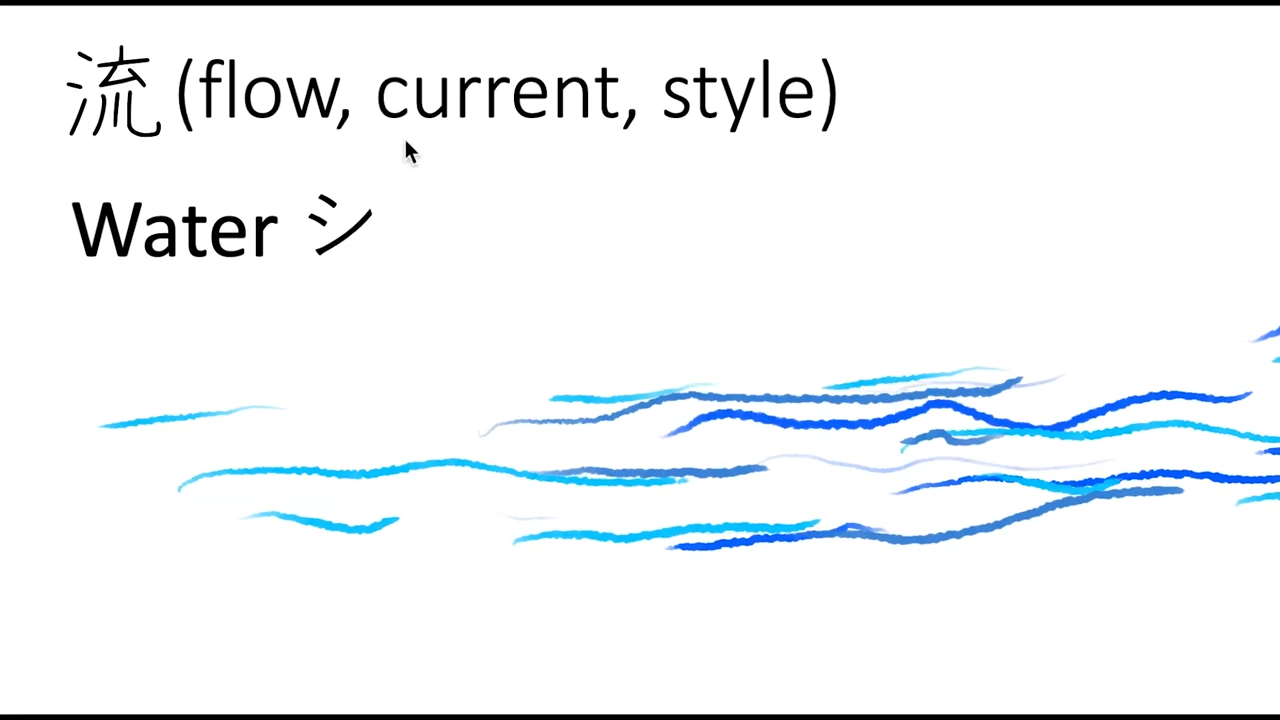 流 (flow, current, style)
Water シ